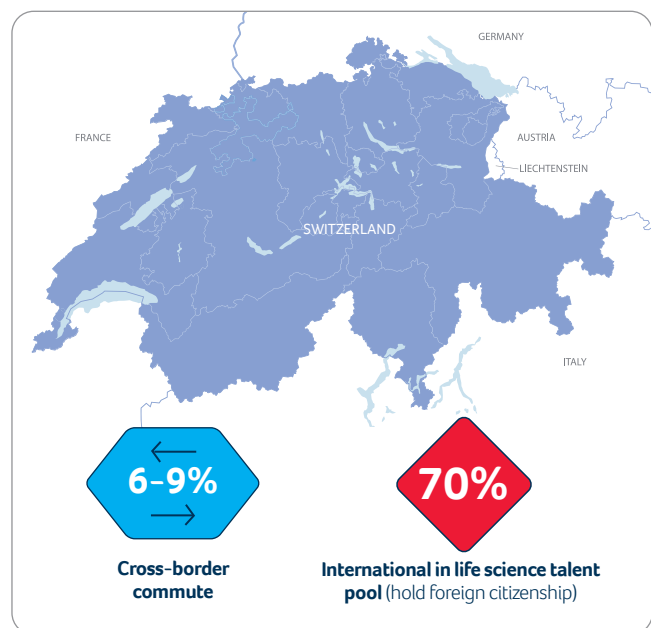 GERMANY
FRANCE
AUSTRIA
LIECHTENSTEIN
SWITZERLAND
ITALY
6-9%
Cross-border
commute
70%
International in life science talent
pool (hold foreign citizenship)